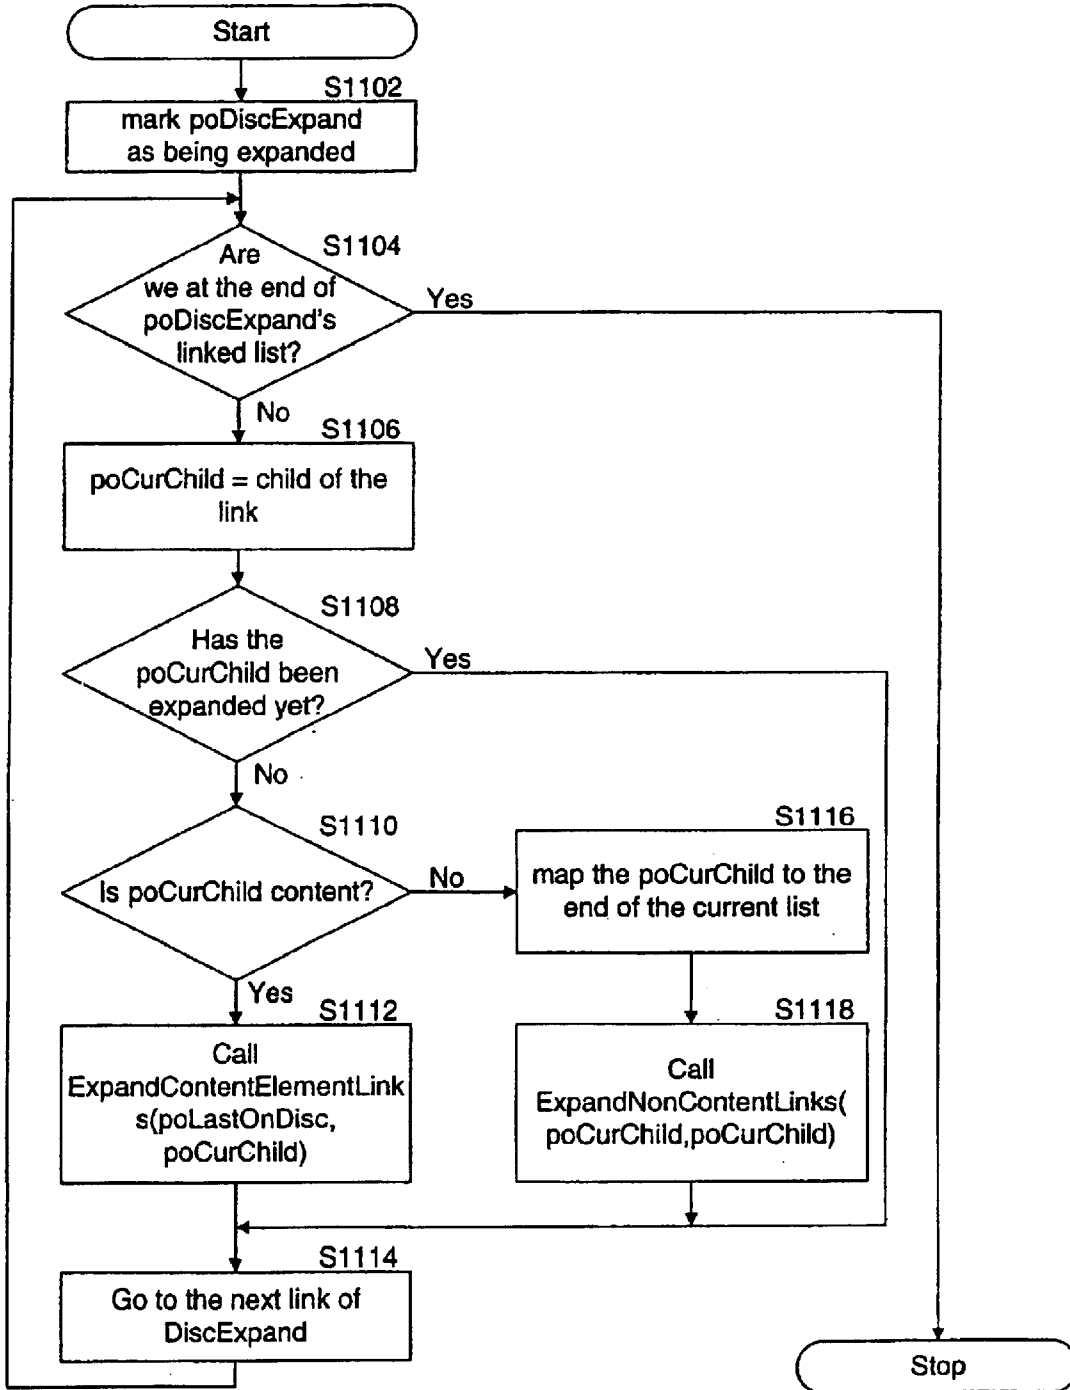 Start
S1102
mark poDiscExpand
as being expanded
S1104
Are
we at the end of
poDiscExpand's
linked list?
Yes
No
S1106
poCurChild = child of the
link
S1108
Has the
poCurChild been
expanded yet?
Yes
No
S1110
Is poCurChild content?
No
S1116
map the poCurChild to the
end of the current list
Yes
S1112
Call
ExpandContentElementLink
s(poLastOnDisc,
poCurChild)
S1118
Call
ExpandNonContentLinks(
poCurChild,poCurChild)
S1114
Go to the next link of
DiscExpand
Stop